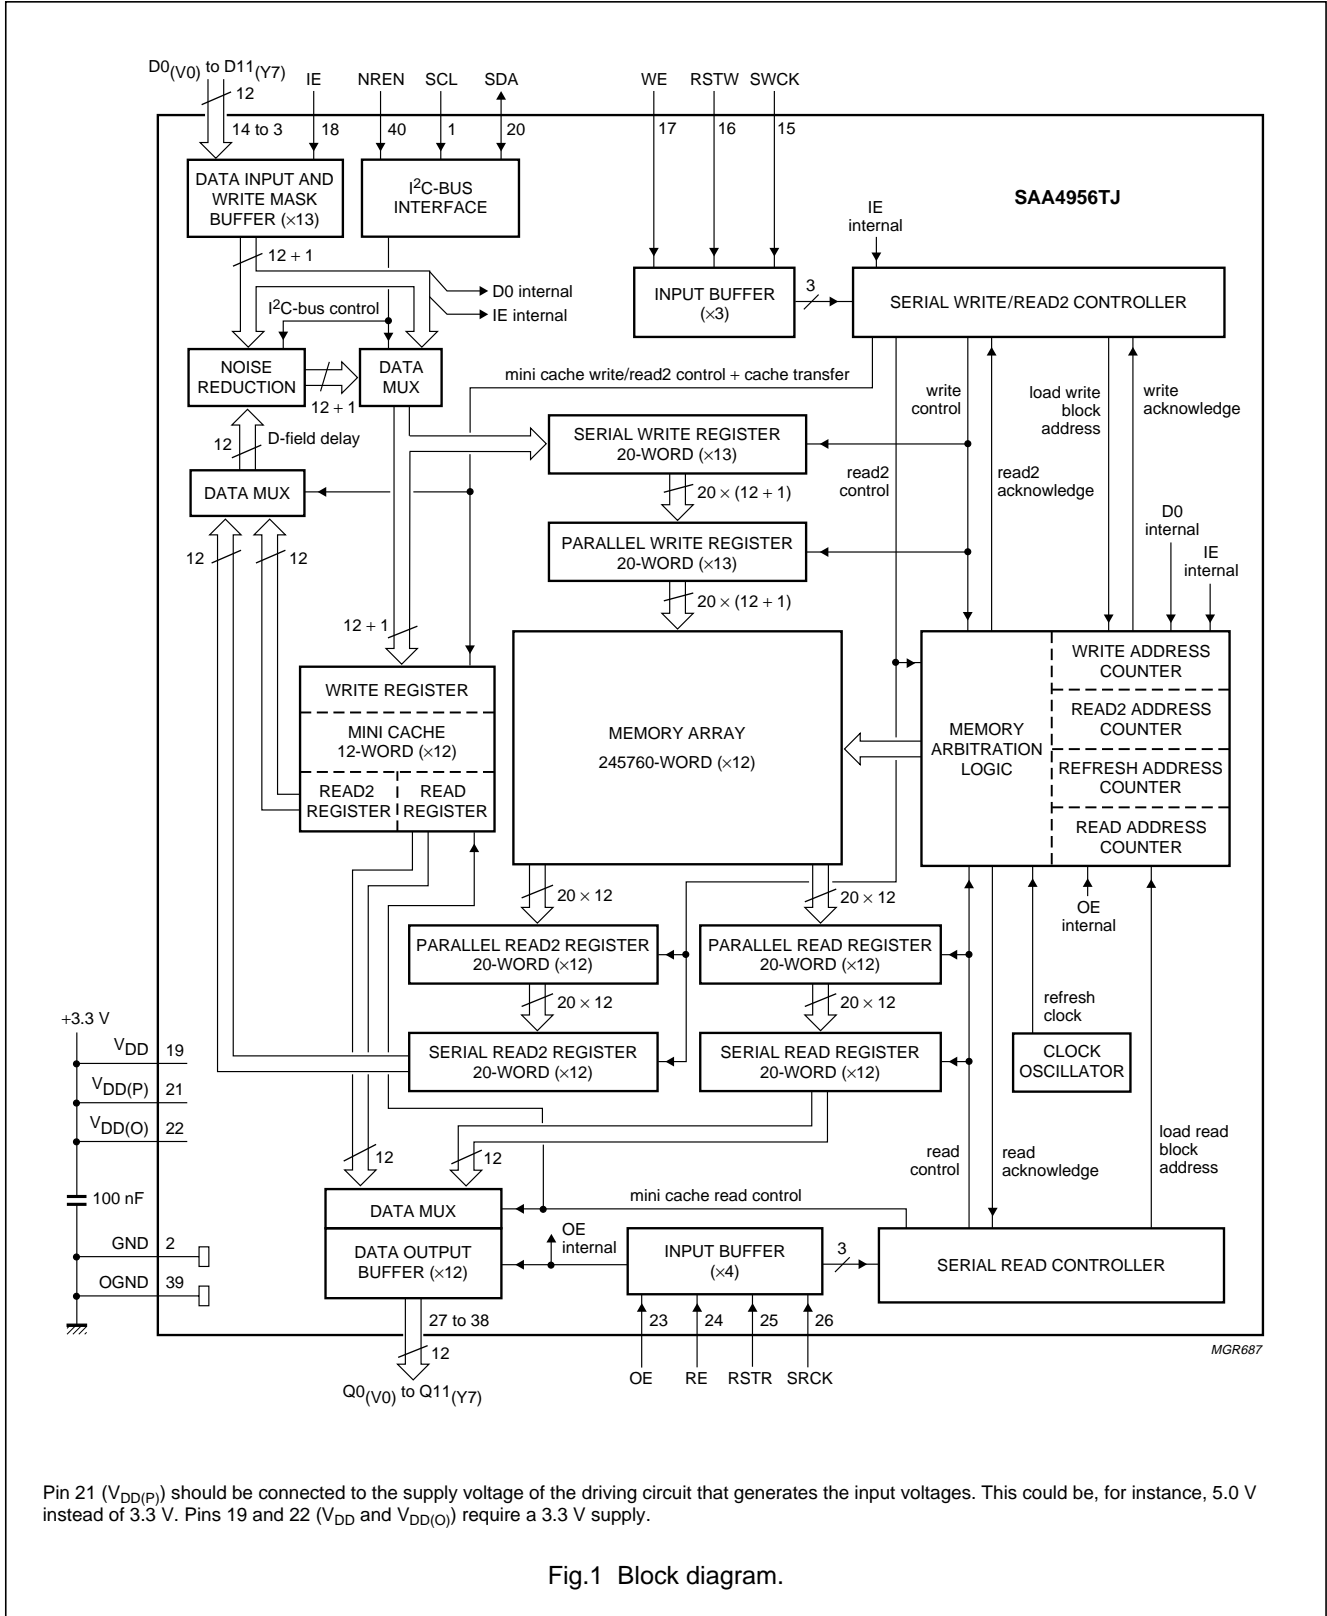 D0(V0) to D11(Y7)
IE
NREN
SCL
SDA
WE
RSTW
SWCK
12
14 to 3
18
40
1
20
17
16
15
DATA INPUT AND
WRITE MASK
BUFFER (×13)
I²C-BUS
INTERFACE
SAA4956TJ
IE
internal
12 + 1
D0 internal
IE internal
I²C-bus control
INPUT BUFFER
(×3)
3
SERIAL WRITE/READ2 CONTROLLER
NOISE
REDUCTION
12 + 1
DATA
MUX
mini cache write/read2 control + cache transfer
write
control
load write
block
address
write
acknowledge
12
D-field delay
SERIAL WRITE REGISTER
20-WORD (×13)
read2
control
read2
acknowledge
DATA MUX
20 × (12 + 1)
D0
internal
IE
internal
12
12
PARALLEL WRITE REGISTER
20-WORD (×13)
20 × (12 + 1)
12 + 1
WRITE REGISTER
MINI CACHE
12-WORD (×12)
READ2
REGISTER
READ
REGISTER
MEMORY ARRAY
245760-WORD (×12)
MEMORY
ARBITRATION
LOGIC
WRITE ADDRESS
COUNTER
READ2 ADDRESS
COUNTER
REFRESH ADDRESS
COUNTER
READ ADDRESS
COUNTER
20 × 12
20 × 12
OE
internal
PARALLEL READ2 REGISTER
20-WORD (×12)
PARALLEL READ REGISTER
20-WORD (×12)
20 × 12
20 × 12
refresh
clock
+3.3 V
VDD 19
SERIAL READ2 REGISTER
20-WORD (×12)
SERIAL READ REGISTER
20-WORD (×12)
CLOCK
OSCILLATOR
VDD(P) 21
VDD(O) 22
12
12
read
control
read
acknowledge
load read
block
address
100 nF
DATA MUX
mini cache read control
GND 2
DATA OUTPUT
BUFFER (×12)
OE
internal
INPUT BUFFER
(×4)
3
SERIAL READ CONTROLLER
OGND 39
27 to 38
23
24
25
26
12
MGR687
OE
RE
RSTR
SRCK
Q0(V0) to Q11(Y7)
Pin 21 (VDD(P)) should be connected to the supply voltage of the driving circuit that generates the input voltages. This could be, for instance, 5.0 V
instead of 3.3 V. Pins 19 and 22 (VDD and VDD(O)) require a 3.3 V supply.
Fig.1 Block diagram.